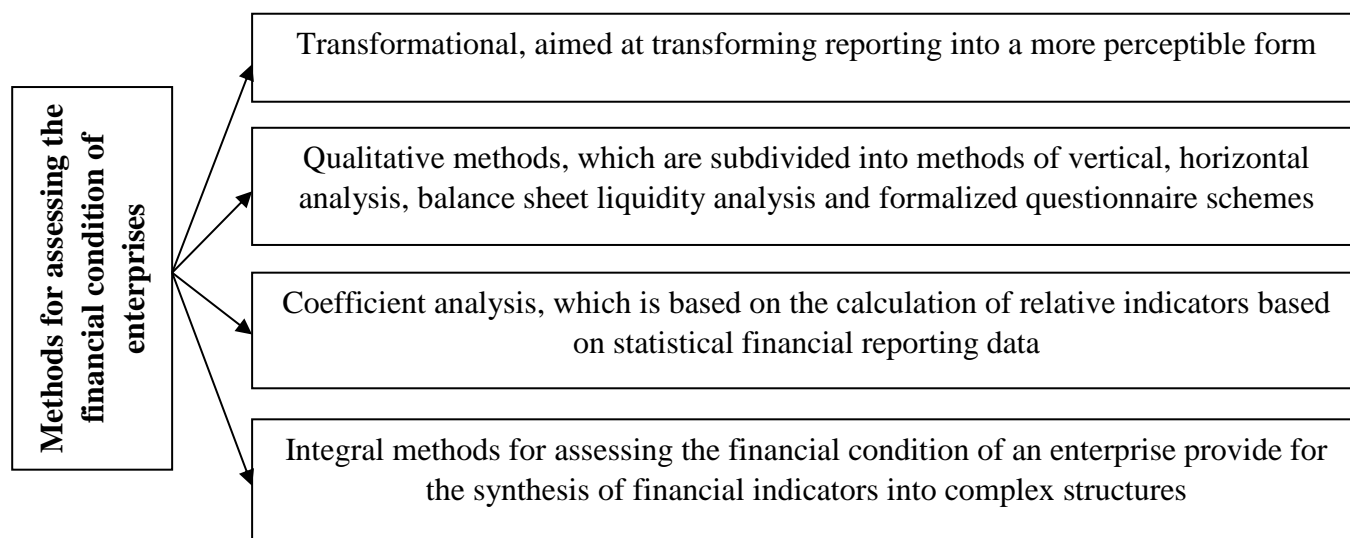 Methods for assessing the
financial condition of
enterprises
Transformational, aimed at transforming reporting into a more perceptible form
Qualitative methods, which are subdivided into methods of vertical, horizontal
analysis, balance sheet liquidity analysis and formalized questionnaire schemes
Coefficient analysis, which is based on the calculation of relative indicators based
on statistical financial reporting data
Integral methods for assessing the financial condition of an enterprise provide for
the synthesis of financial indicators into complex structures